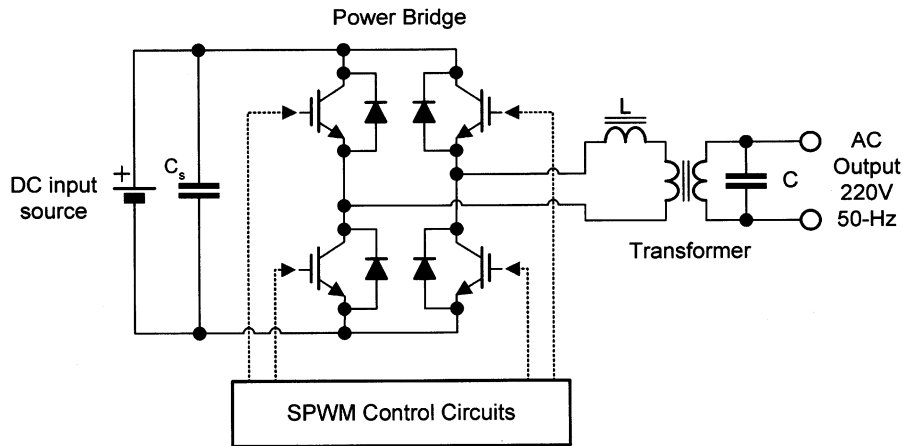 Power Bridge
L
+
C_s
DC input
source
C
AC
Output
220V
50-Hz
Transformer
SPWM Control Circuits